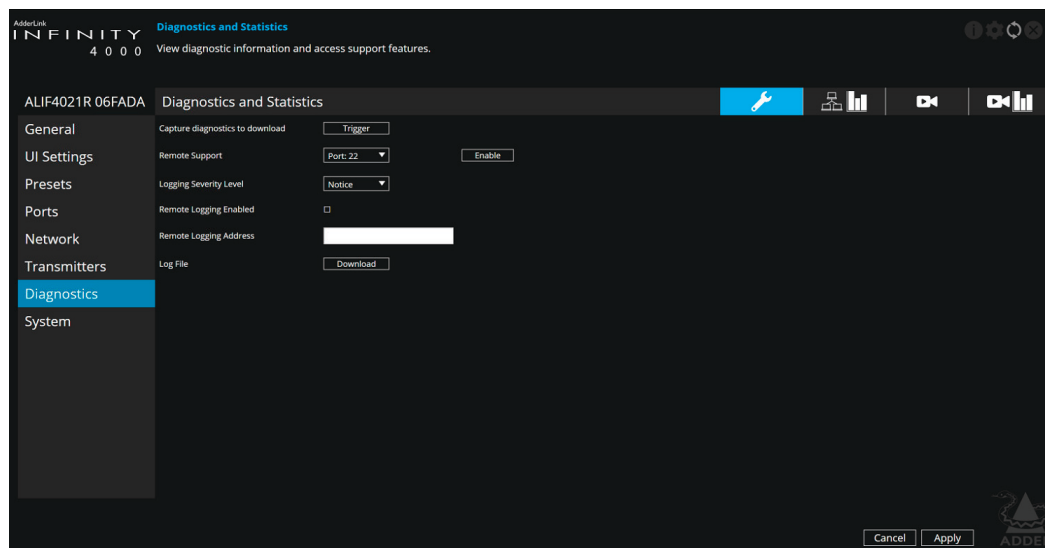 AdderLink
INFINITY
4000
Diagnostics and Statistics
View diagnostic information and access support features.
ALIF4021R 06FADA
Diagnostics and Statistics
General
Capture diagnostics to download
Trigger
UI Settings
Remote Support
Port: 22
Enable
Presets
Logging Severity Level
Notice
Ports
Remote Logging Enabled
Network
Remote Logging Address
Transmitters
Log File
Download
Diagnostics
System
Cancel
Apply
ADDER